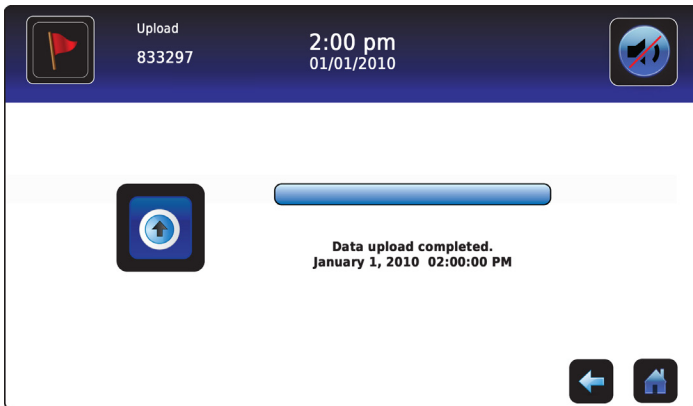 Upload
833297
2:00 pm
01/01/2010
Data upload completed.
January 1, 2010 02:00:00 PM